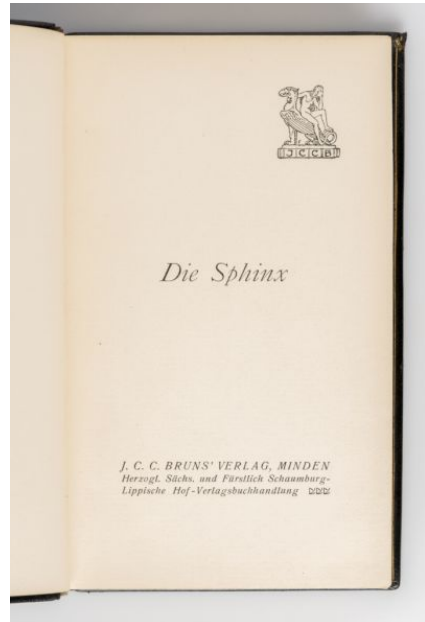 J C C B
Die Sphinx
J. C. C. BRUNS' VERLAG, MINDEN
Herzogl. Sächs. und Fürstlich Schaumburg-
Lippische Hof-Verlagsbuchhandlung